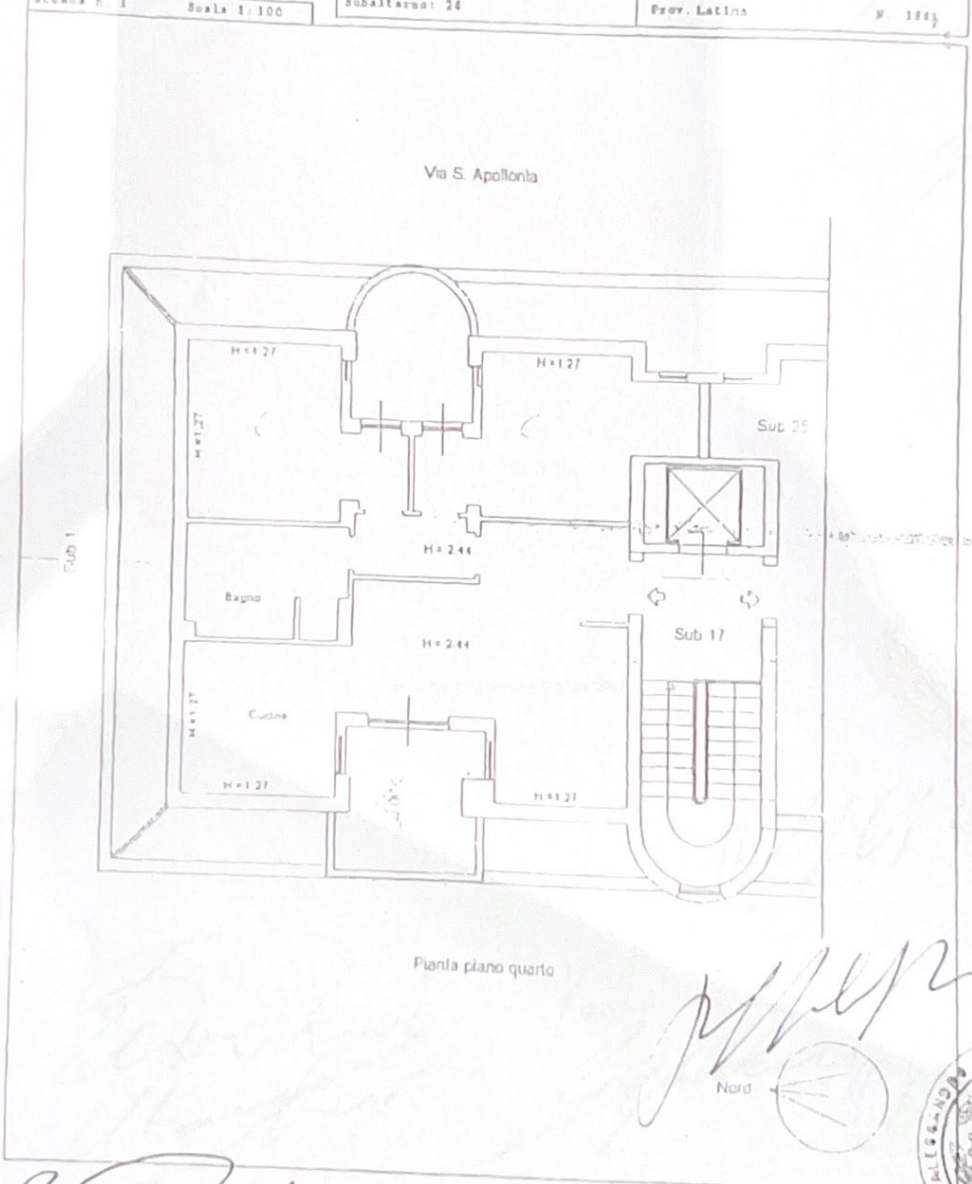 Scala 1:100
Subalterno: 24
Prov. Latina
Via S. Apollonia
H=1.27
H=1.27
H=1.27
Sub 25
H=2.44
Sub 1
Bagno
Sub 17
H=2.44
H=1.27
Cucina
H=1.27
H=1.27
Pianta piano quarto
Nord